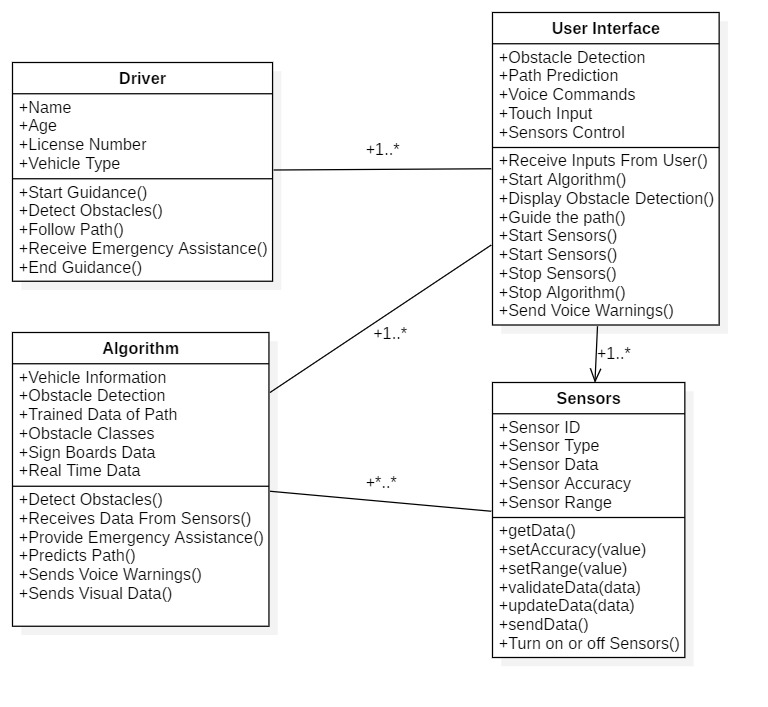 Driver
+Name
+Age
+License Number
+Vehicle Type
+Start Guidance()
+Detect Obstacles()
+Follow Path()
+Receive Emergency Assistance()
+End Guidance()
+1..*
User Interface
+Obstacle Detection
+Path Prediction
+Voice Commands
+Touch Input
+Sensors Control
+Receive Inputs From User()
+Start Algorithm()
+Display Obstacle Detection()
+Guide the path()
+Start Sensors()
+Start Sensors()
+Stop Sensors()
+Stop Algorithm()
+Send Voice Warnings()
+1..*
+1..*
Algorithm
+Vehicle Information
+Obstacle Detection
+Trained Data of Path
+Obstacle Classes
+Sign Boards Data
+Real Time Data
+Detect Obstacles()
+Receives Data From Sensors()
+Provide Emergency Assistance()
+Predicts Path()
+Sends Voice Warnings()
+Sends Visual Data()
+*..*
Sensors
+Sensor ID
+Sensor Type
+Sensor Data
+Sensor Accuracy
+Sensor Range
+getData()
+setAccuracy(value)
+setRange(value)
+validateData(data)
+updateData(data)
+sendData()
+Turn on or off Sensors()